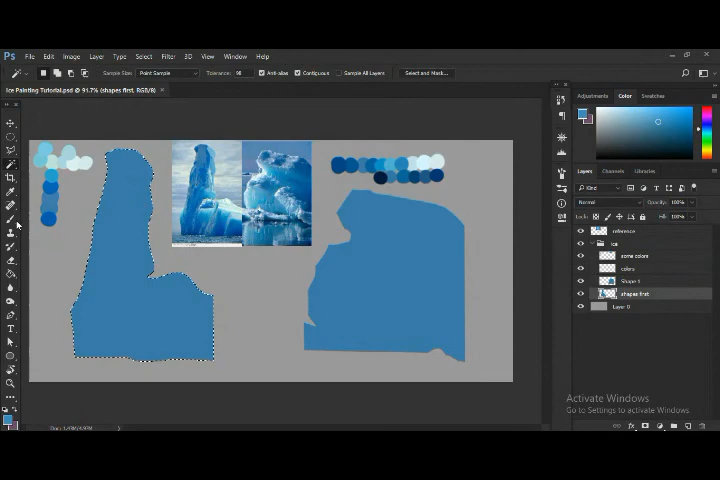 Ps File Edit Image Layer Type Select Filter 3D View Window Help
Sample Size: Point Sample Tolerance: 98 Anti-alias Contiguous Sample All Layers Select and Mask...
Ice Painting Tutorial.psd @ 91.7% (shapes first, RGB/8)
Adjustments Color Swatches
Layers Channels Libraries
Kind
Normal Opacity: 100%
Lock: Fill: 100%
reference
ice
some colors
colors
Shape 1
shapes first
Layer 0
Activate Windows
Go to Settings to activate Windows.